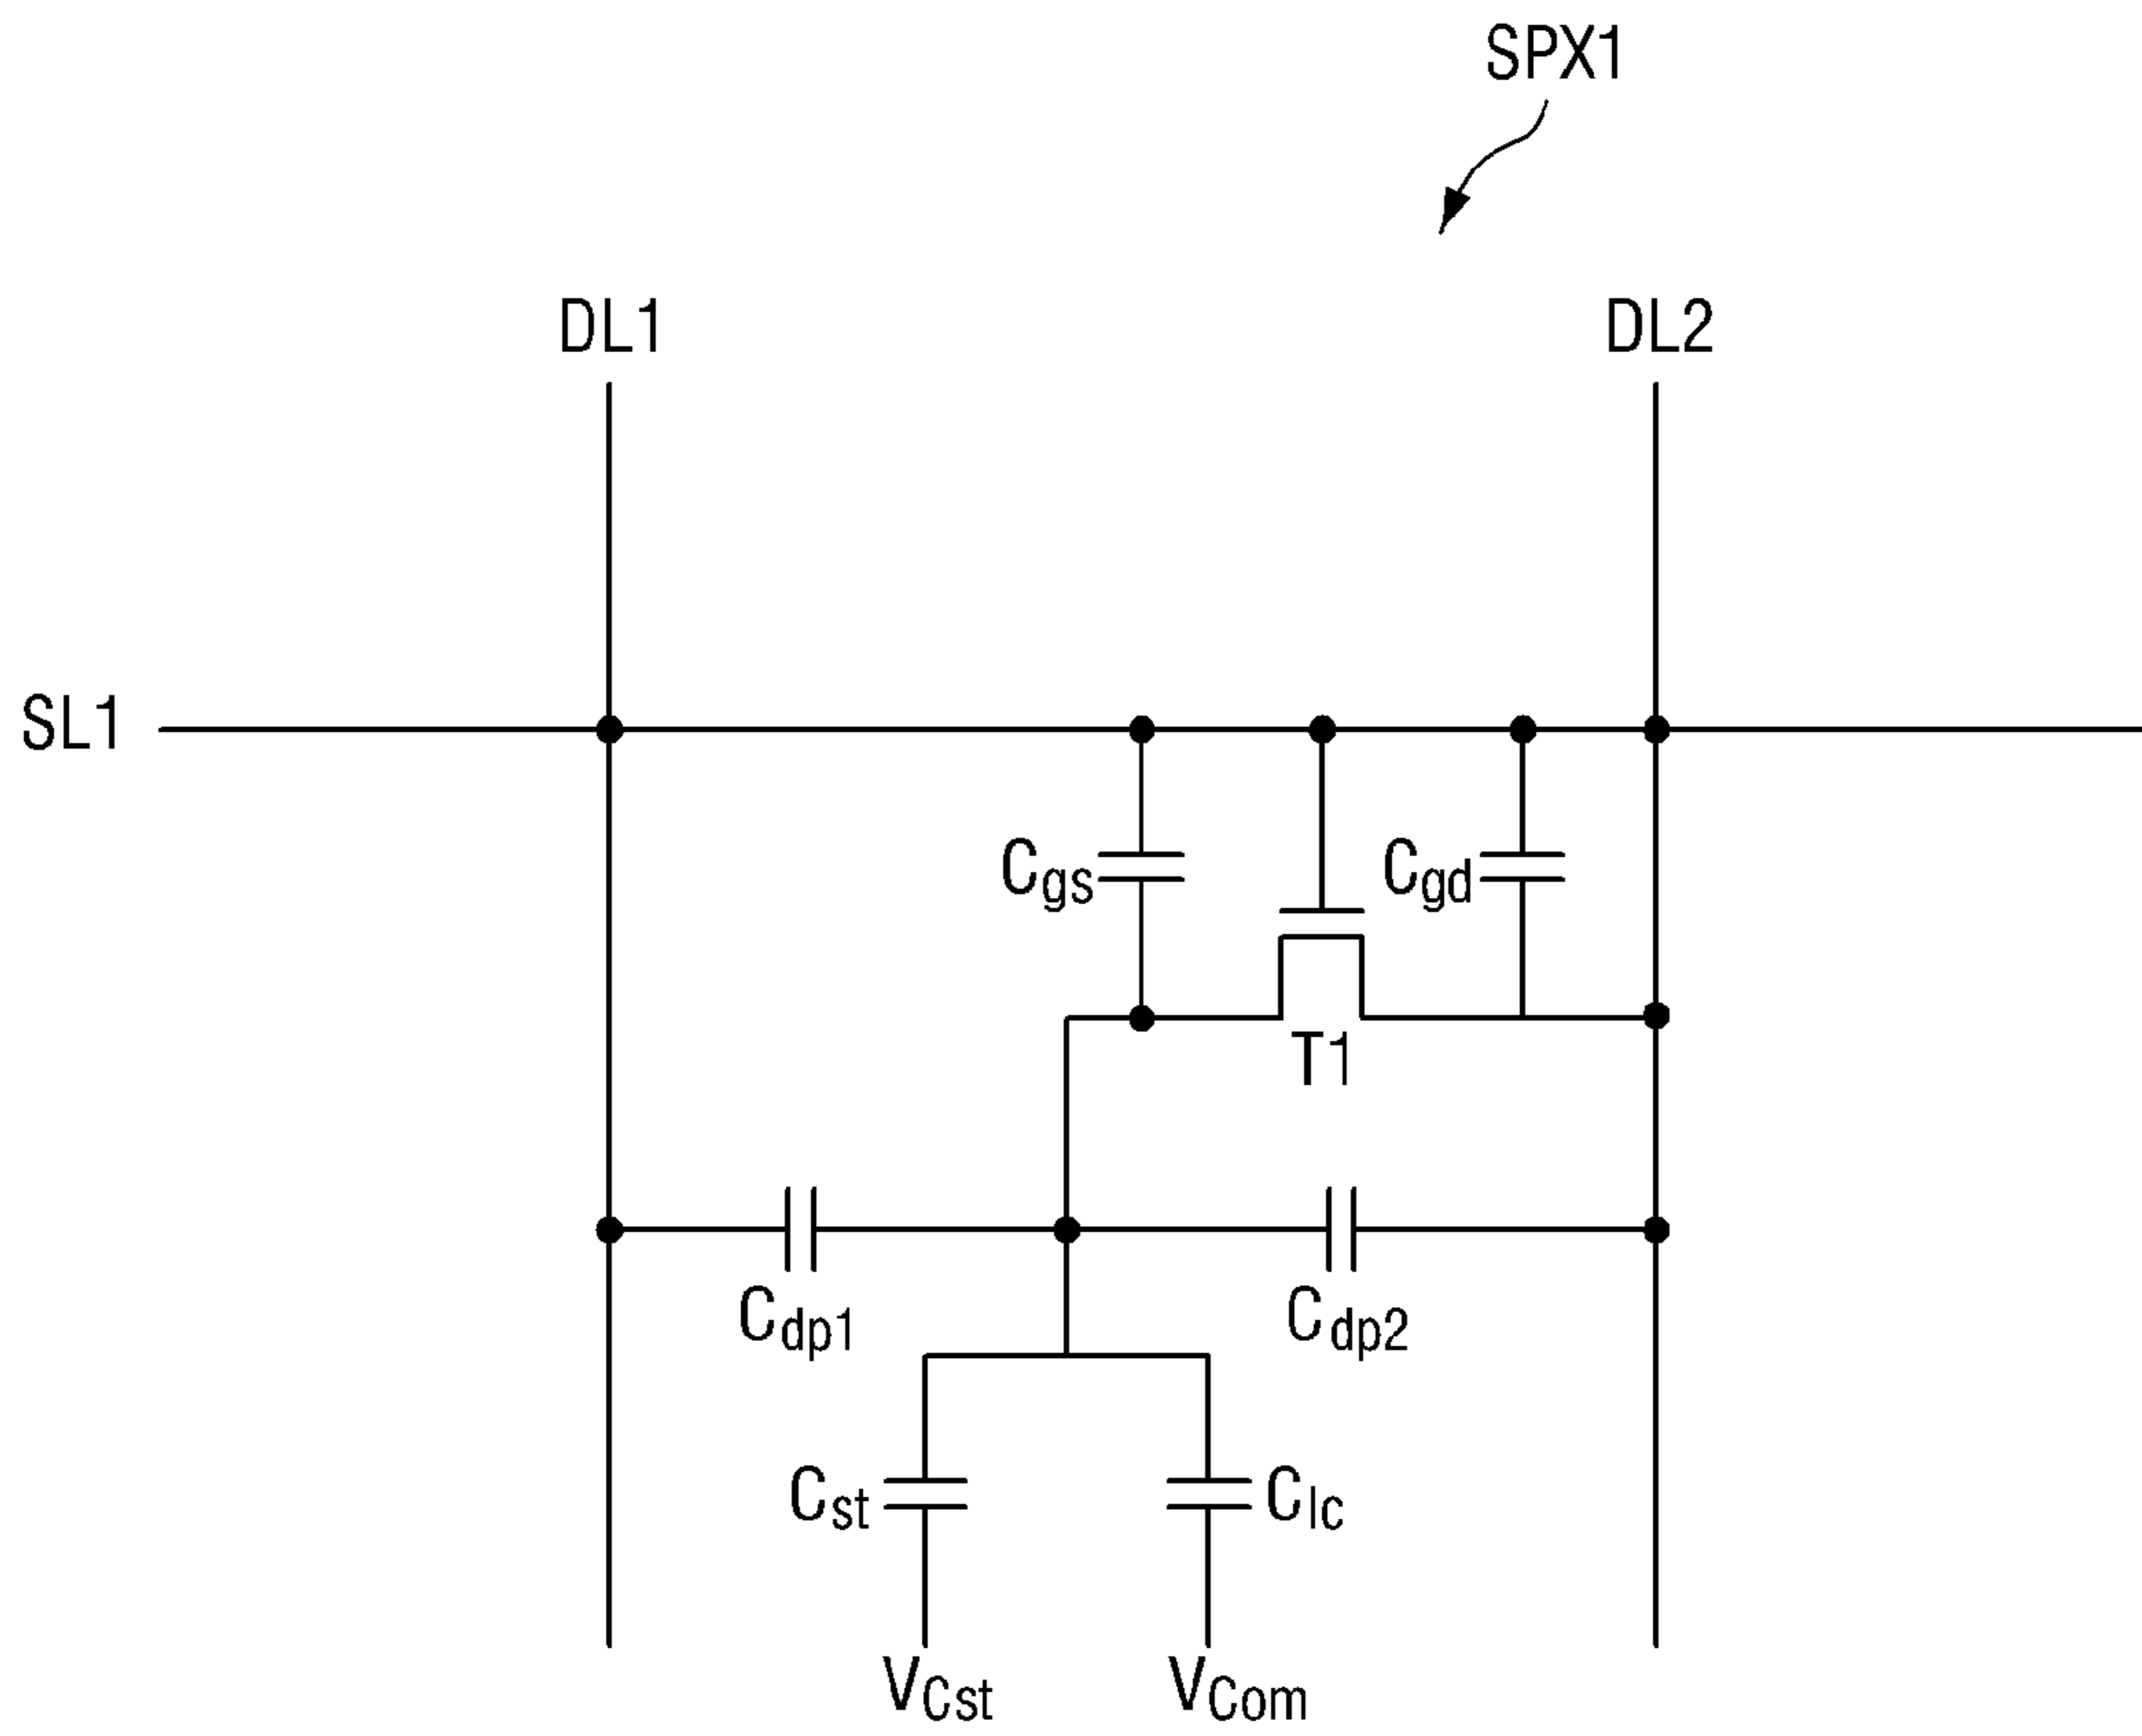 SPX1
DL1
DL2
SL1
Cgs
Cgd
T1
Cdp1
Cdp2
Cst
Clc
VCst
VCom